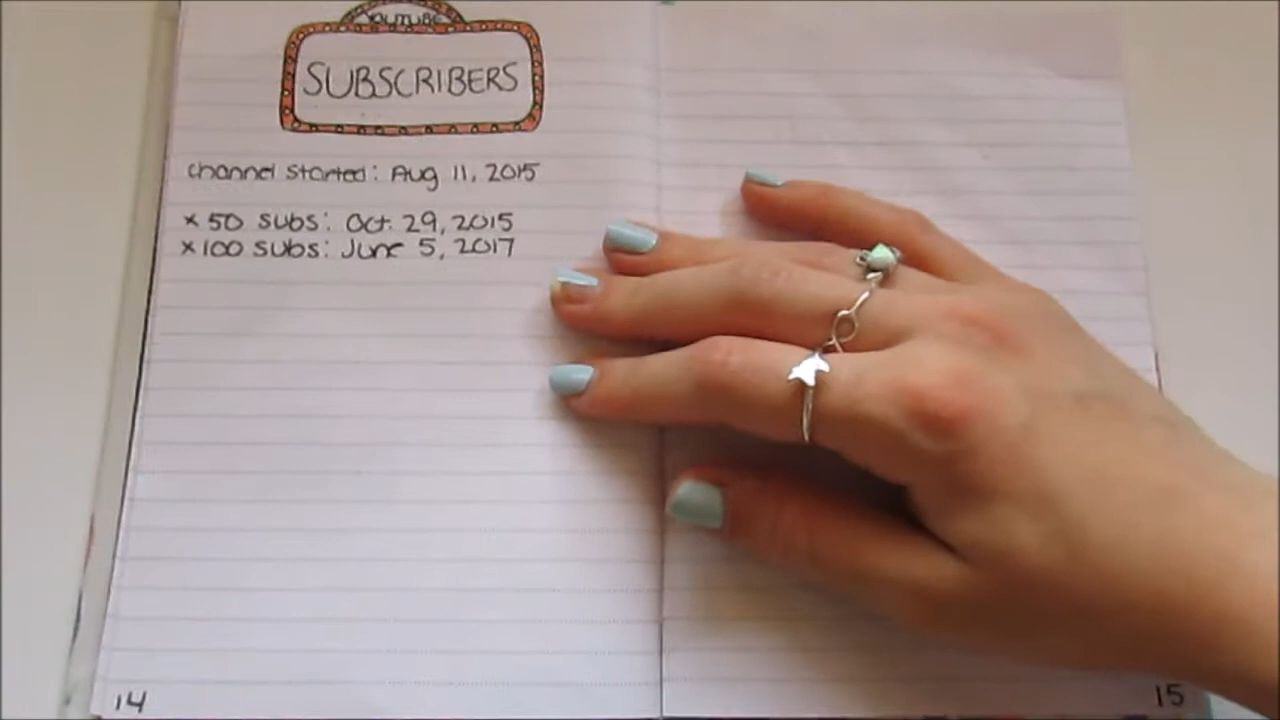 YOUTUBE
SUBSCRIBERS
Channel Started: Aug 11, 2015
× 50 subs: Oct. 29, 2015
× 100 subs: June 5, 2017
14
15